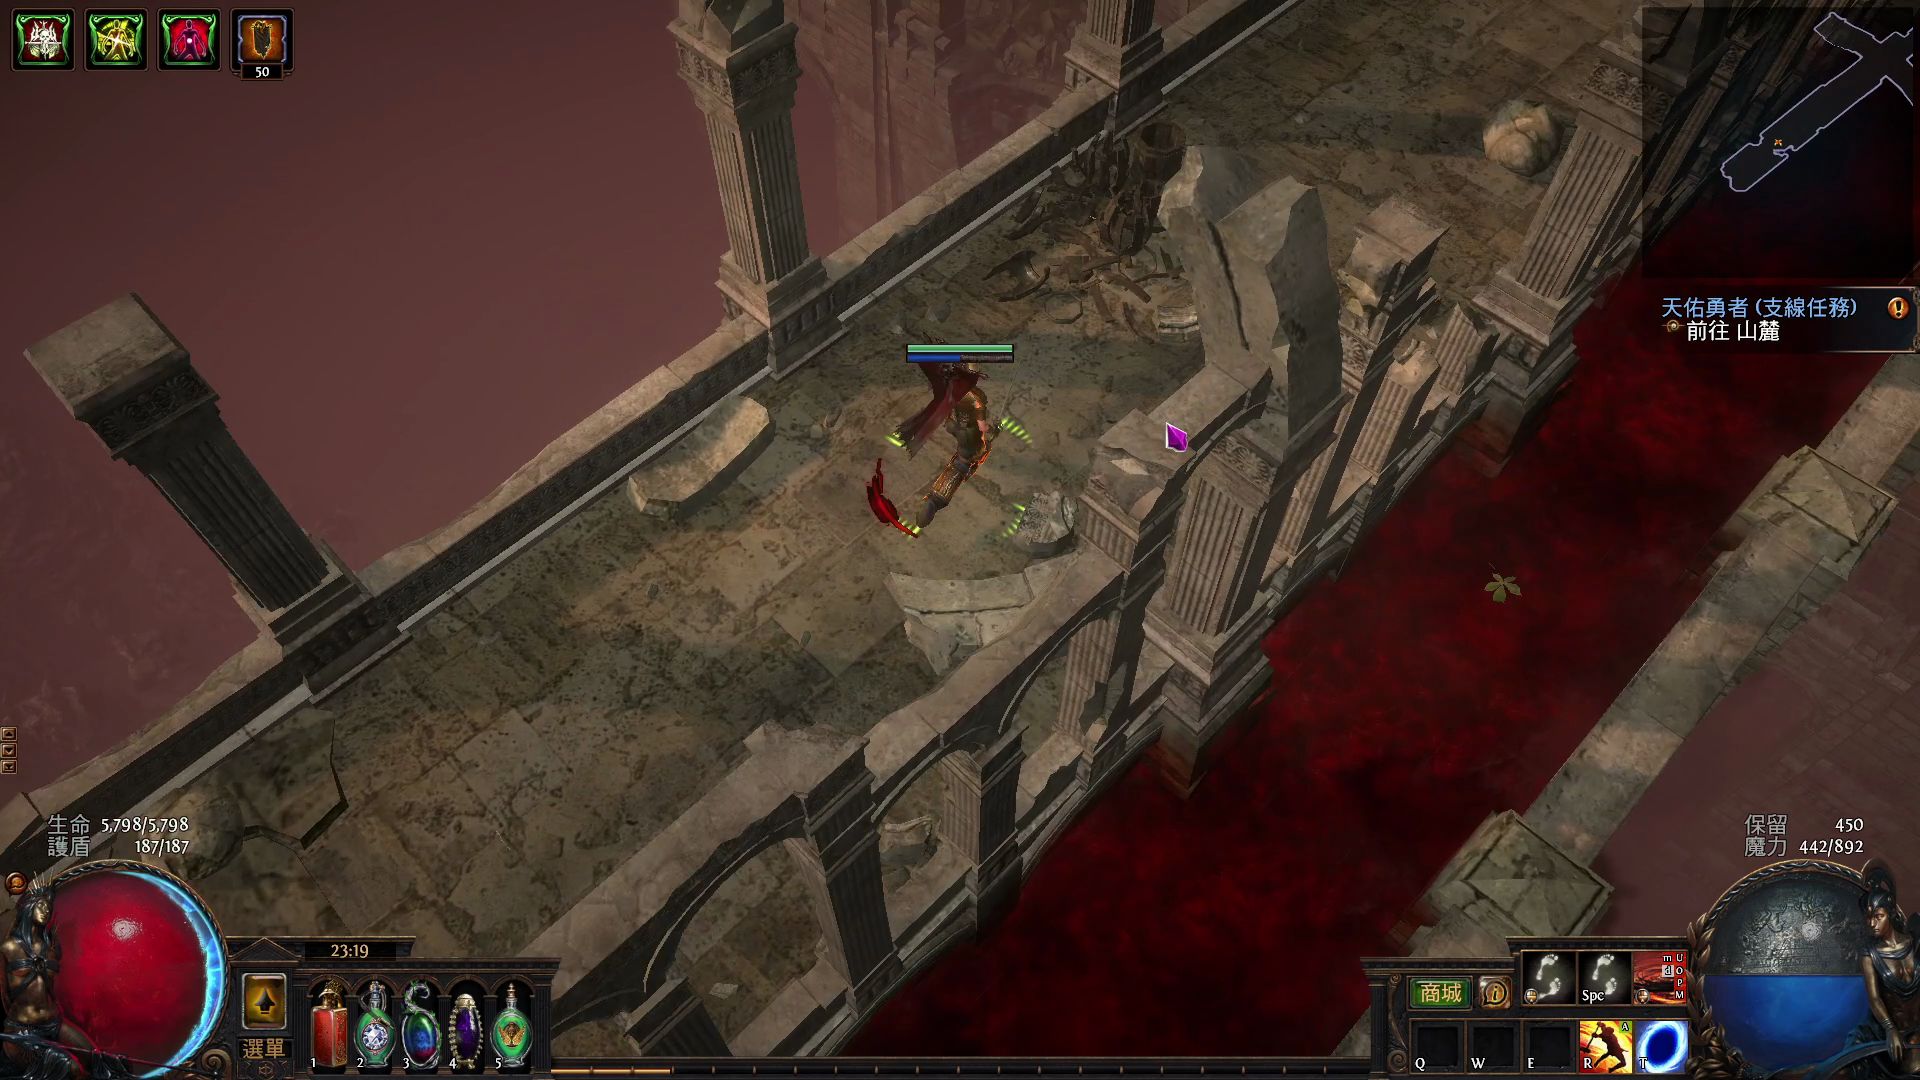 50
天佑勇者 (支線任務)
前往 山麓
生命 5,798/5,798
護盾 187/187
保留 450
魔力 442/892
23:19
選單
1
2
3
4
5
商城
Spc
m U
d O
P
M
Q
W
E
R
A
T